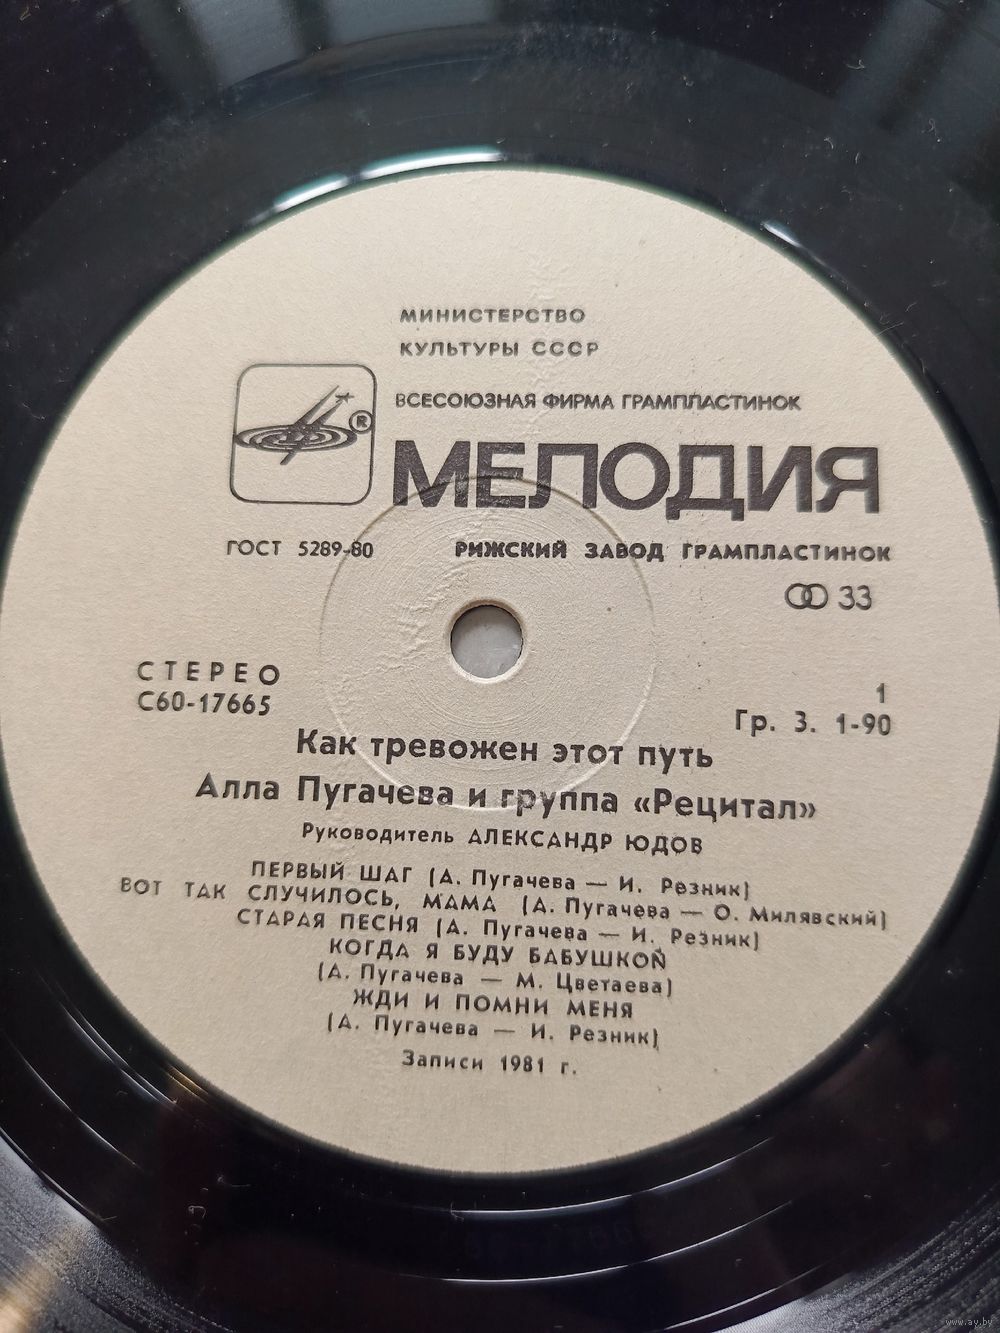 МИНИСТЕРСТВО
КУЛЬТУРЫ СССР
ВСЕСОЮЗНАЯ ФИРМА ГРАМПЛАСТИНОК
®
МЕЛОДИЯ
ГОСТ 5289-80 РИЖСКИЙ ЗАВОД ГРАМПЛАСТИНОК
33
СТЕРЕО
С60-17665
1
Гр. 3. 1-90
Как тревожен этот путь
Алла Пугачева и группа «Рецитал»
Руководитель АЛЕКСАНДР ЮДОВ
ПЕРВЫЙ ШАГ (А. Пугачева — И. Резник)
ВОТ ТАК СЛУЧИЛОСЬ, МАМА (А. Пугачева — О. Милявский)
СТАРАЯ ПЕСНЯ (А. Пугачева — И. Резник)
КОГДА Я БУДУ БАБУШКОЙ
(А. Пугачева — М. Цветаева)
ЖДИ И ПОМНИ МЕНЯ
(А. Пугачева — И. Резник)
Записи 1981 г.
www.ay.by